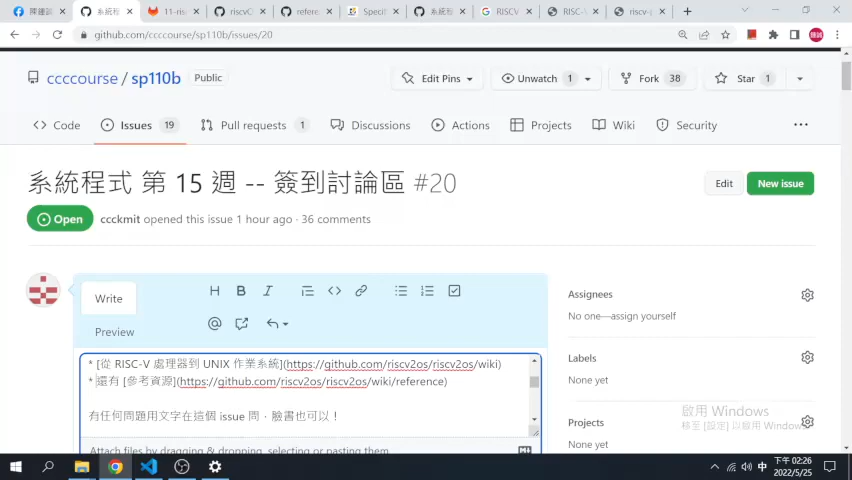 陳鍾誠
系統程
11-ris
riscvO
refere
Specif
系統程
RISCV
RISC-V
riscv-p
github.com/ccccourse/sp110b/issues/20
ccccourse / sp110b Public
Edit Pins
Unwatch 1
Fork 38
Star 1
Code
Issues 19
Pull requests 1
Discussions
Actions
Projects
Wiki
Security
系統程式 第 15 週 -- 簽到討論區 #20
Edit
New issue
Open
ccckmit opened this issue 1 hour ago · 36 comments
Write
Preview
* [從 RISC-V 處理器到 UNIX 作業系統](https://github.com/riscv2os/riscv2os/wiki)
* 還有 [參考資源](https://github.com/riscv2os/riscv2os/wiki/reference)
有任何問題用文字在這個 issue 問，臉書也可以！
Attach files by dragging & dropping, selecting or pasting them.
Assignees
No one—assign yourself
Labels
None yet
Projects
None yet
啟用 Windows
移至 [設定] 以啟用 Windows。
中
下午 02:26
2022/5/25